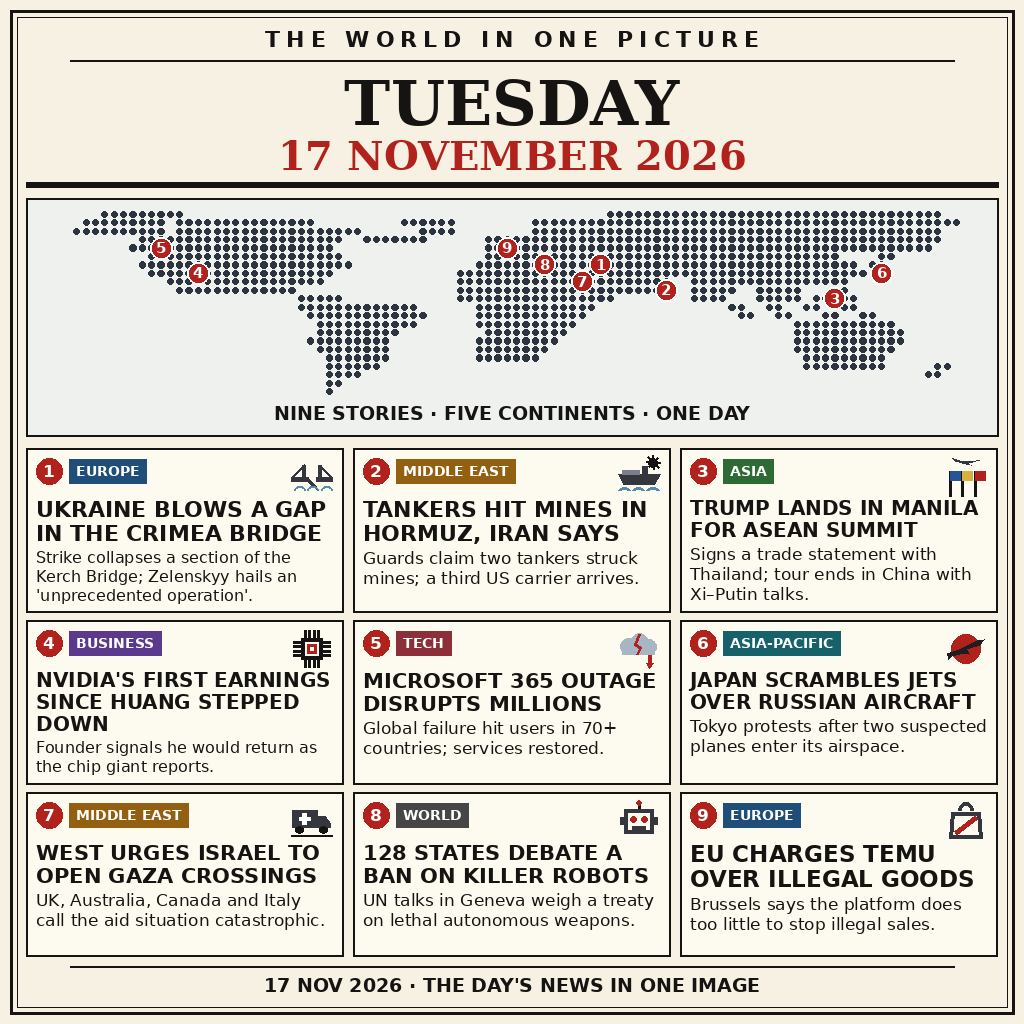 THE WORLD IN ONE PICTURE
TUESDAY
17 NOVEMBER 2026
5
9
8
1
4
7
6
2
3
NINE STORIES · FIVE CONTINENTS · ONE DAY
1 EUROPE
UKRAINE BLOWS A GAP
IN THE CRIMEA BRIDGE
Strike collapses a section of the
Kerch Bridge; Zelenskyy hails an
'unprecedented operation'.
2 MIDDLE EAST
TANKERS HIT MINES IN
HORMUZ, IRAN SAYS
Guards claim two tankers struck
mines; a third US carrier arrives.
3 ASIA
TRUMP LANDS IN MANILA
FOR ASEAN SUMMIT
Signs a trade statement with
Thailand; tour ends in China with
Xi–Putin talks.
4 BUSINESS
NVIDIA'S FIRST EARNINGS
SINCE HUANG STEPPED
DOWN
Founder signals he would return as
the chip giant reports.
5 TECH
MICROSOFT 365 OUTAGE
DISRUPTS MILLIONS
Global failure hit users in 70+
countries; services restored.
6 ASIA-PACIFIC
JAPAN SCRAMBLES JETS
OVER RUSSIAN AIRCRAFT
Tokyo protests after two suspected
planes enter its airspace.
7 MIDDLE EAST
WEST URGES ISRAEL TO
OPEN GAZA CROSSINGS
UK, Australia, Canada and Italy
call the aid situation catastrophic.
8 WORLD
128 STATES DEBATE A
BAN ON KILLER ROBOTS
UN talks in Geneva weigh a treaty
on lethal autonomous weapons.
9 EUROPE
EU CHARGES TEMU
OVER ILLEGAL GOODS
Brussels says the platform does
too little to stop illegal sales.
17 NOV 2026 · THE DAY'S NEWS IN ONE IMAGE